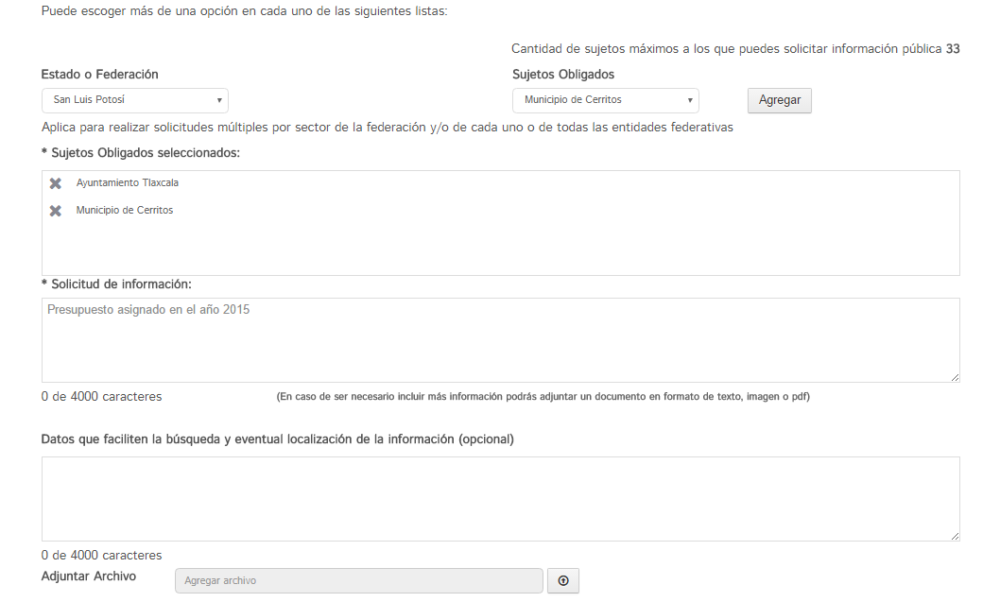 Puede escoger más de una opción en cada uno de las siguientes listas:
Cantidad de sujetos máximos a los que puedes solicitar información pública 33
Estado o Federación
Sujetos Obligados
San Luis Potosí
Municipio de Cerritos
Agregar
Aplica para realizar solicitudes múltiples por sector de la federación y/o de cada uno o de todas las entidades federativas
* Sujetos Obligados seleccionados:
Ayuntamiento Tlaxcala
Municipio de Cerritos
* Solicitud de información:
Presupuesto asignado en el año 2015
0 de 4000 caracteres
(En caso de ser necesario incluir más información podrás adjuntar un documento en formato de texto, imagen o pdf)
Datos que faciliten la búsqueda y eventual localización de la información (opcional)
0 de 4000 caracteres
Adjuntar Archivo
Agregar archivo